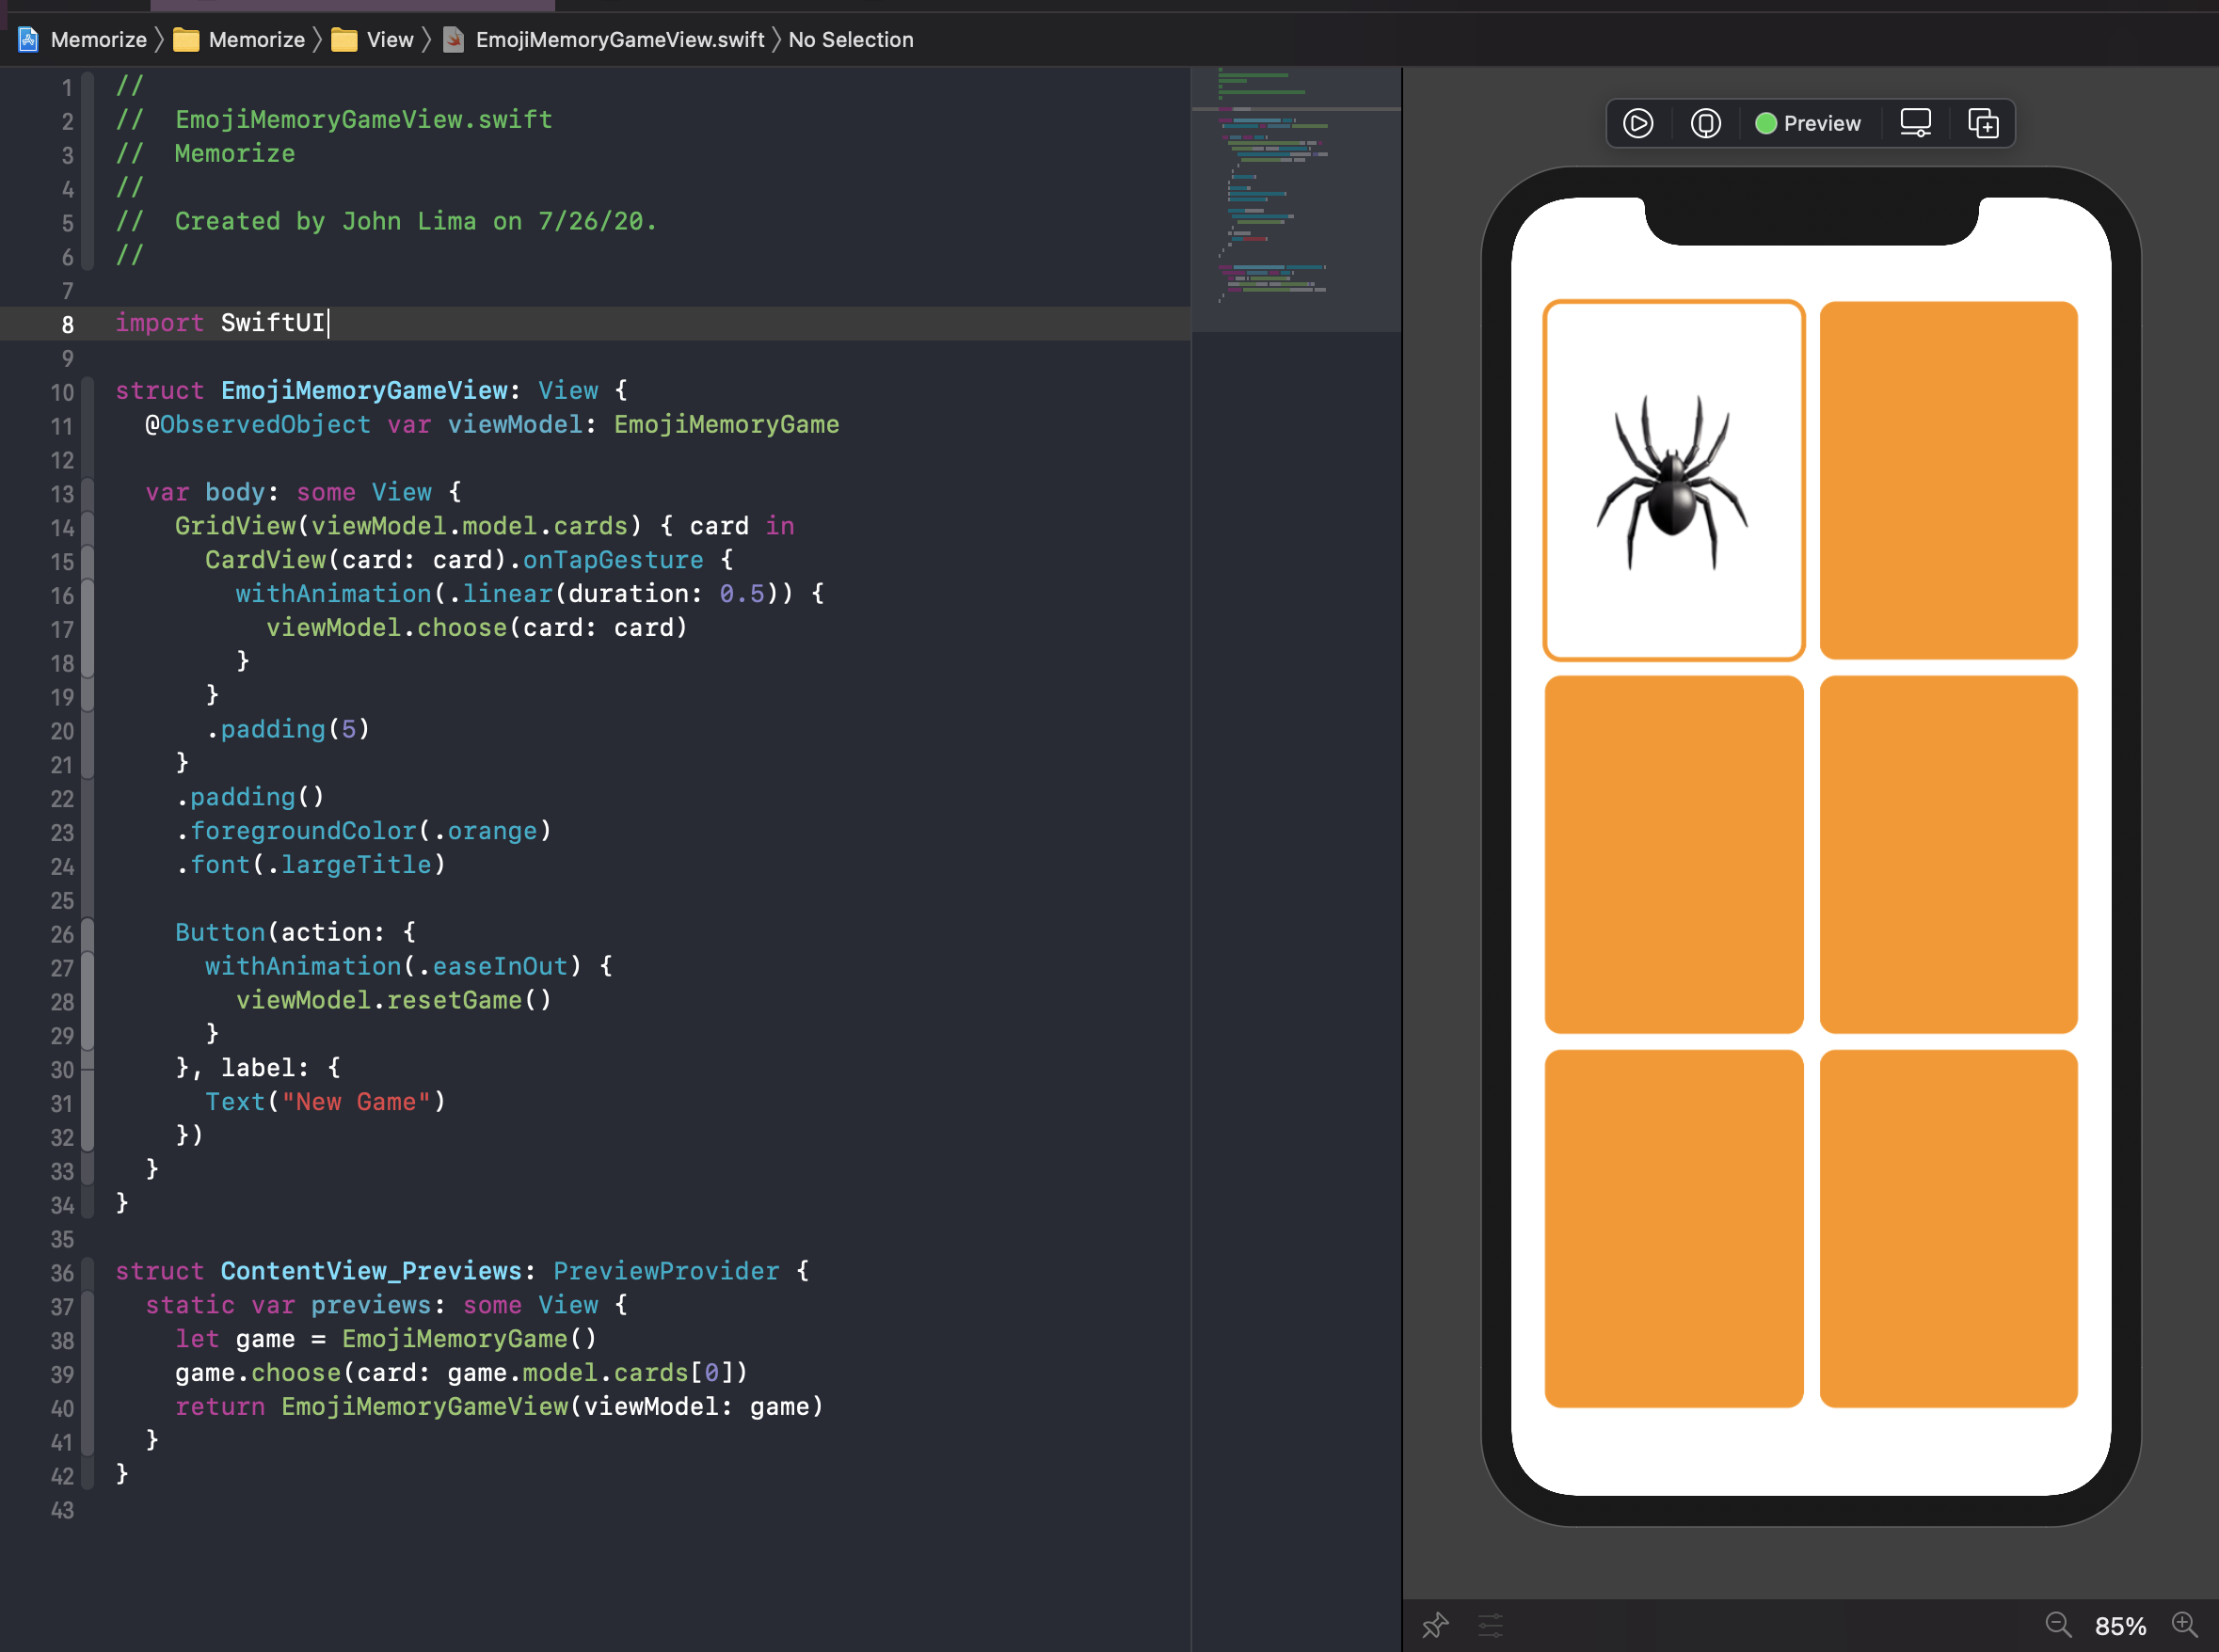 Memorize 〉 Memorize 〉 View 〉 EmojiMemoryGameView.swift 〉 No Selection
1 //
2 //  EmojiMemoryGameView.swift
3 //  Memorize
4 //
5 //  Created by John Lima on 7/26/20.
6 //
7
8 import SwiftUI
9
10 struct EmojiMemoryGameView: View {
11   @ObservedObject var viewModel: EmojiMemoryGame
12
13   var body: some View {
14     GridView(viewModel.model.cards) { card in
15       CardView(card: card).onTapGesture {
16         withAnimation(.linear(duration: 0.5)) {
17           viewModel.choose(card: card)
18         }
19       }
20       .padding(5)
21     }
22     .padding()
23     .foregroundColor(.orange)
24     .font(.largeTitle)
25
26     Button(action: {
27       withAnimation(.easeInOut) {
28         viewModel.resetGame()
29       }
30     }, label: {
31       Text("New Game")
32     })
33   }
34 }
35
36 struct ContentView_Previews: PreviewProvider {
37   static var previews: some View {
38     let game = EmojiMemoryGame()
39     game.choose(card: game.model.cards[0])
40     return EmojiMemoryGameView(viewModel: game)
41   }
42 }
43
Preview
85%